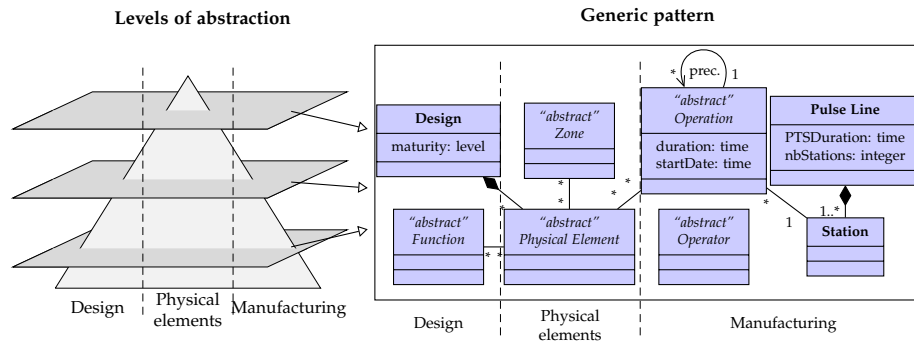 Levels of abstraction
Generic pattern
Design
Physical
elements
Manufacturing
Design
maturity: level
“abstract”
Function
“abstract”
Zone
“abstract”
Physical Element
prec.
*
1
“abstract”
Operation
duration: time
startDate: time
“abstract”
Operator
Pulse Line
PTSDuration: time
nbStations: integer
Station
*
*
*
*
*
*
*
*
1
1..*
Design
Physical
elements
Manufacturing